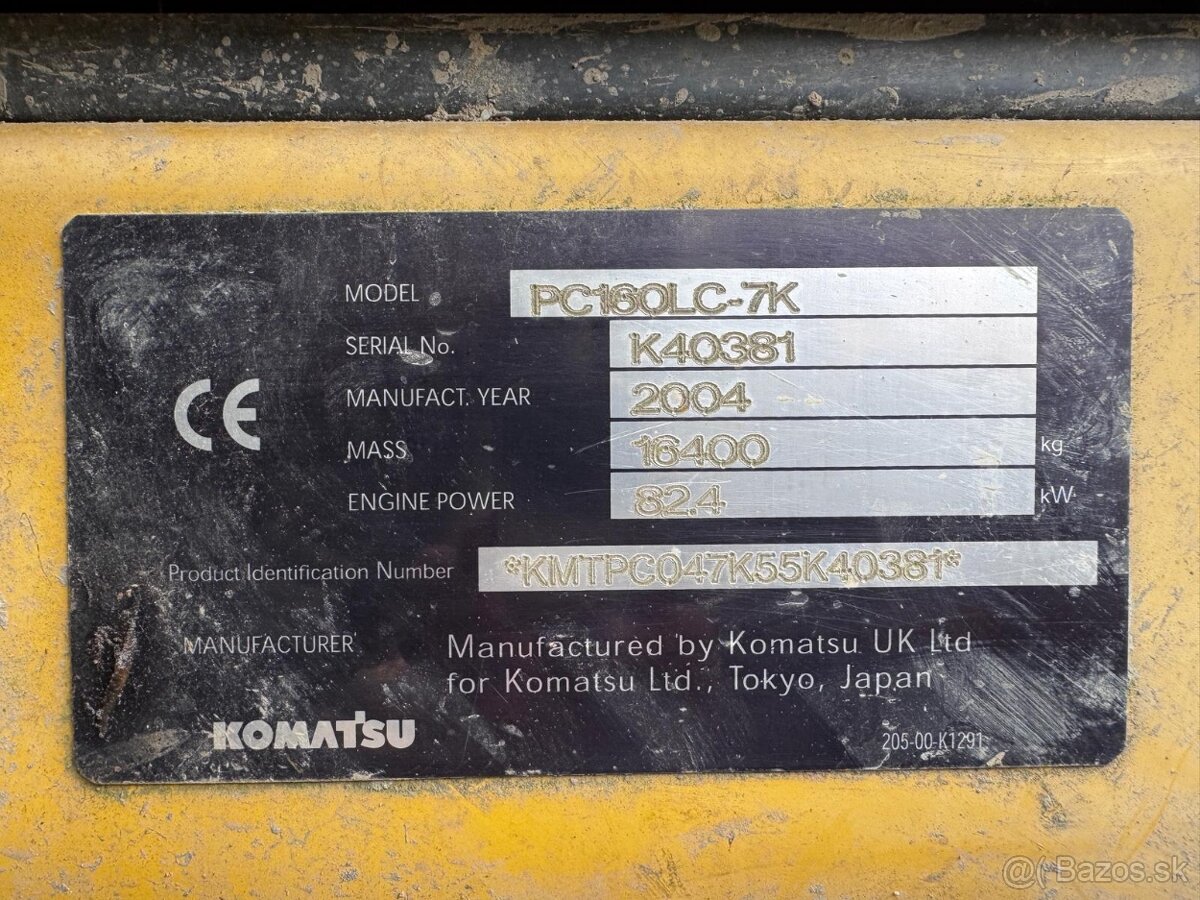 MODEL PC160LC-7K
SERIAL No. K40381
MANUFACT. YEAR 2004
MASS 16400 kg
ENGINE POWER 82.4 kW
CE
Product Identification Number *KMTPC047K55K40381*
MANUFACTURER Manufactured by Komatsu UK Ltd
for Komatsu Ltd., Tokyo, Japan
KOMATSU
205-00-K1291
@( Bazos.sk